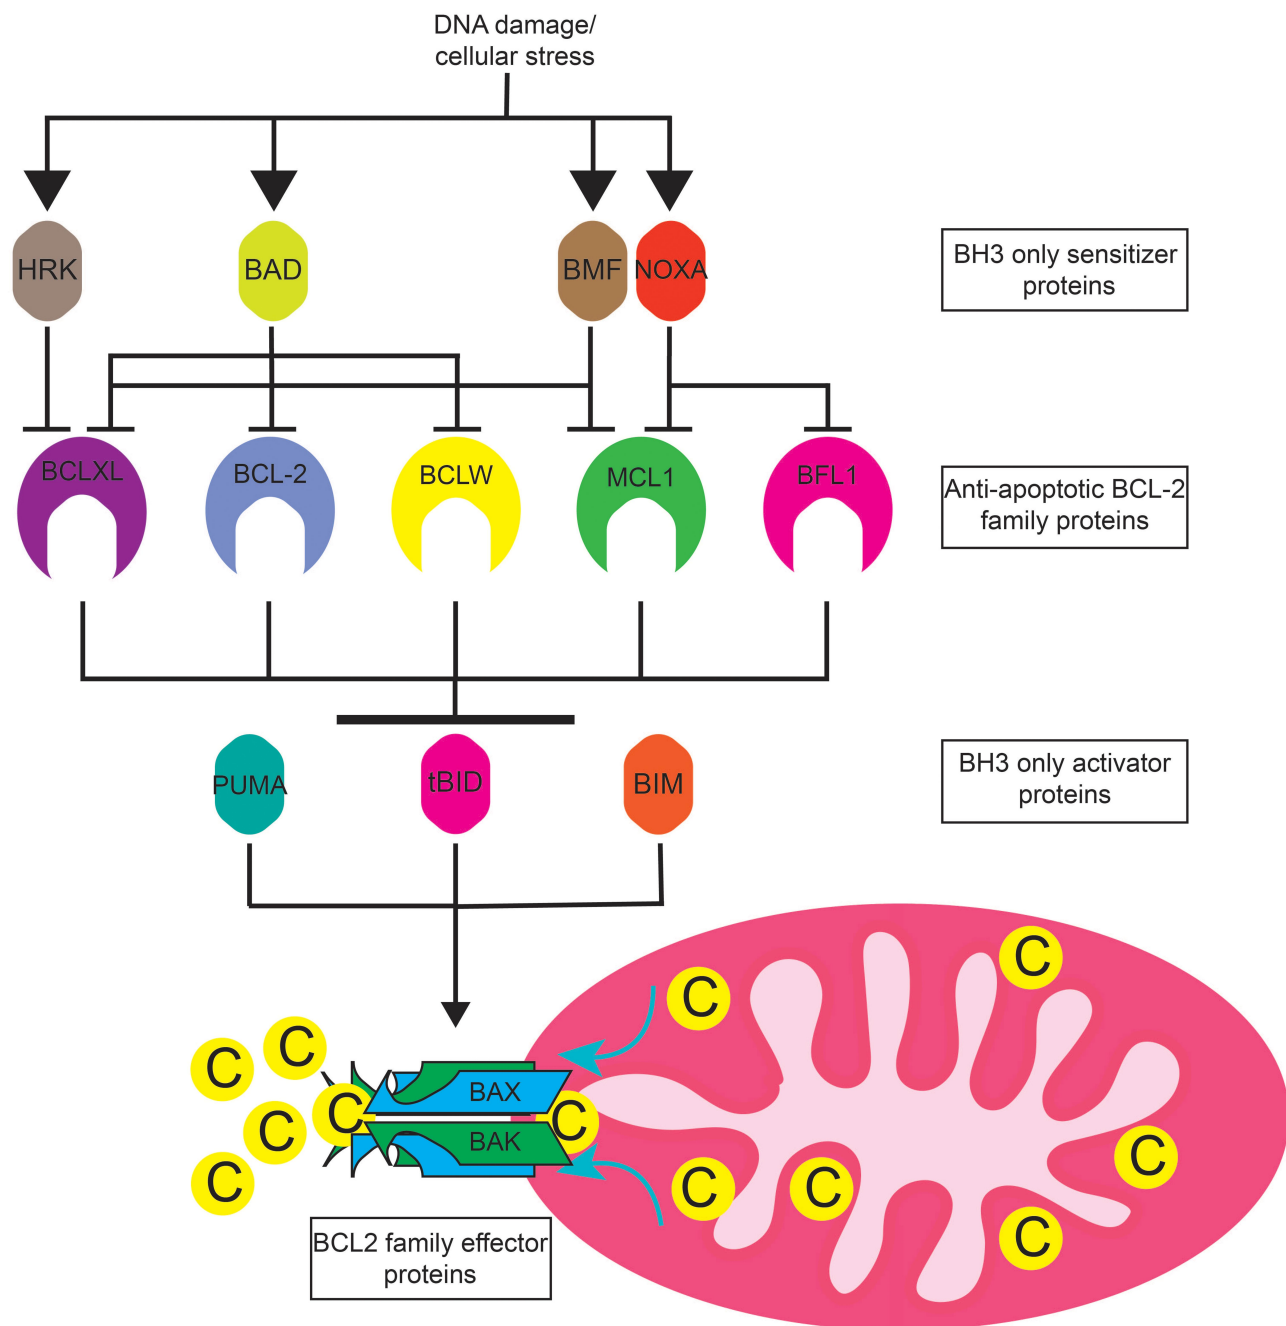 DNA damage/
cellular stress
HRK
BAD
BMF
NOXA
BH3 only sensitizer
proteins
BCLXL
BCL-2
BCLW
MCL1
BFL1
Anti-apoptotic BCL-2
family proteins
PUMA
tBID
BIM
BH3 only activator
proteins
C
C
C
C
C
C
C
C
C
C
C
C
BAX
BAK
BCL2 family effector
proteins